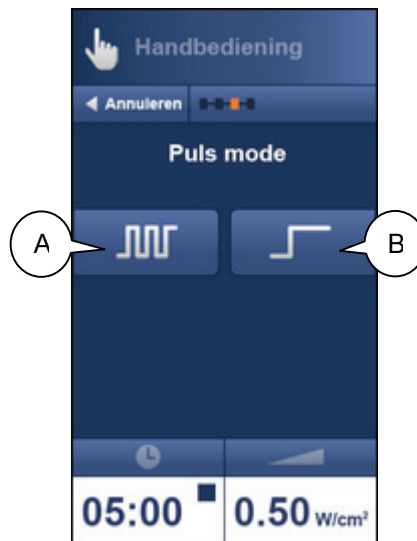 Handbediening
Annuleren
Puls mode
A
B
05:00 0.50 W/cm²